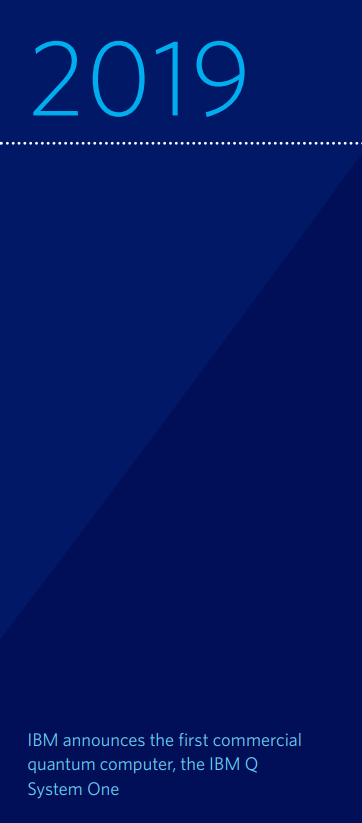 2019
IBM announces the first commercial
quantum computer, the IBM Q
System One